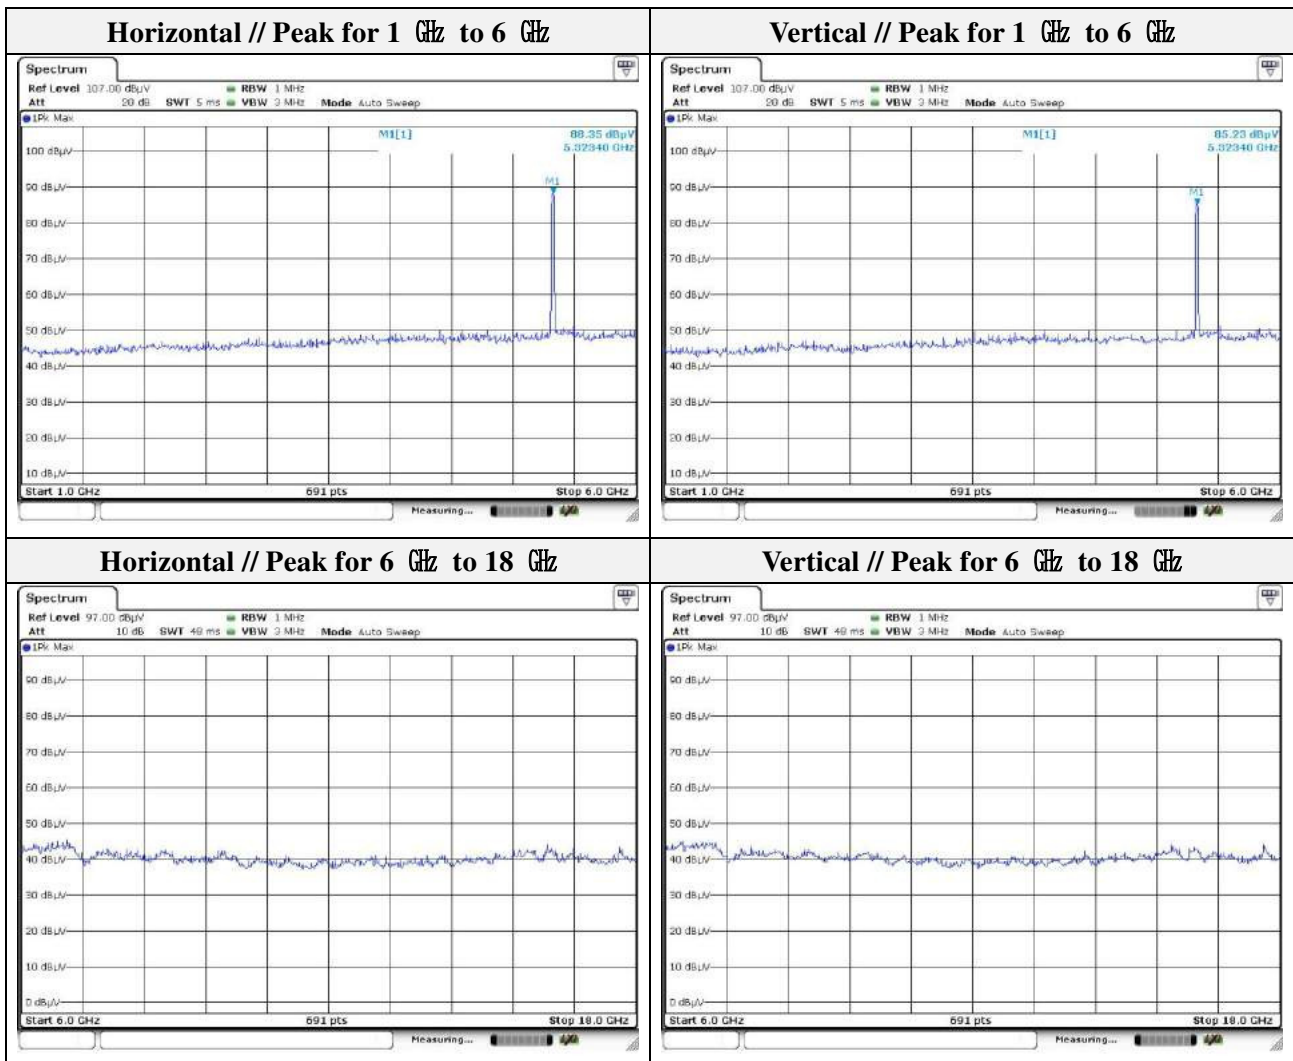 Horizontal // Peak for 1 ㎓ to 6 ㎓
Spectrum
Ref Level 107.00 dBµV RBW 1 MHz
Att 20 dB SWT 5 ms VBW 3 MHz Mode Auto Sweep
1Pk Max
M1[1] 88.35 dBµV
5.32340 GHz
100 dBµV
M1
90 dBµV
80 dBµV
70 dBµV
60 dBµV
50 dBµV
40 dBµV
30 dBµV
20 dBµV
10 dBµV
Start 1.0 GHz 691 pts Stop 6.0 GHz
Measuring...
Vertical // Peak for 1 ㎓ to 6 ㎓
Spectrum
Ref Level 107.00 dBµV RBW 1 MHz
Att 20 dB SWT 5 ms VBW 3 MHz Mode Auto Sweep
1Pk Max
M1[1] 85.23 dBµV
5.32340 GHz
100 dBµV
90 dBµV
M1
80 dBµV
70 dBµV
60 dBµV
50 dBµV
40 dBµV
30 dBµV
20 dBµV
10 dBµV
Start 1.0 GHz 691 pts Stop 6.0 GHz
Measuring...
Horizontal // Peak for 6 ㎓ to 18 ㎓
Spectrum
Ref Level 97.00 dBµV RBW 1 MHz
Att 10 dB SWT 48 ms VBW 3 MHz Mode Auto Sweep
1Pk Max
90 dBµV
80 dBµV
70 dBµV
60 dBµV
50 dBµV
40 dBµV
30 dBµV
20 dBµV
10 dBµV
0 dBµV
Start 6.0 GHz 691 pts Stop 18.0 GHz
Measuring...
Vertical // Peak for 6 ㎓ to 18 ㎓
Spectrum
Ref Level 97.00 dBµV RBW 1 MHz
Att 10 dB SWT 48 ms VBW 3 MHz Mode Auto Sweep
1Pk Max
90 dBµV
80 dBµV
70 dBµV
60 dBµV
50 dBµV
40 dBµV
30 dBµV
20 dBµV
10 dBµV
0 dBµV
Start 6.0 GHz 691 pts Stop 18.0 GHz
Measuring...